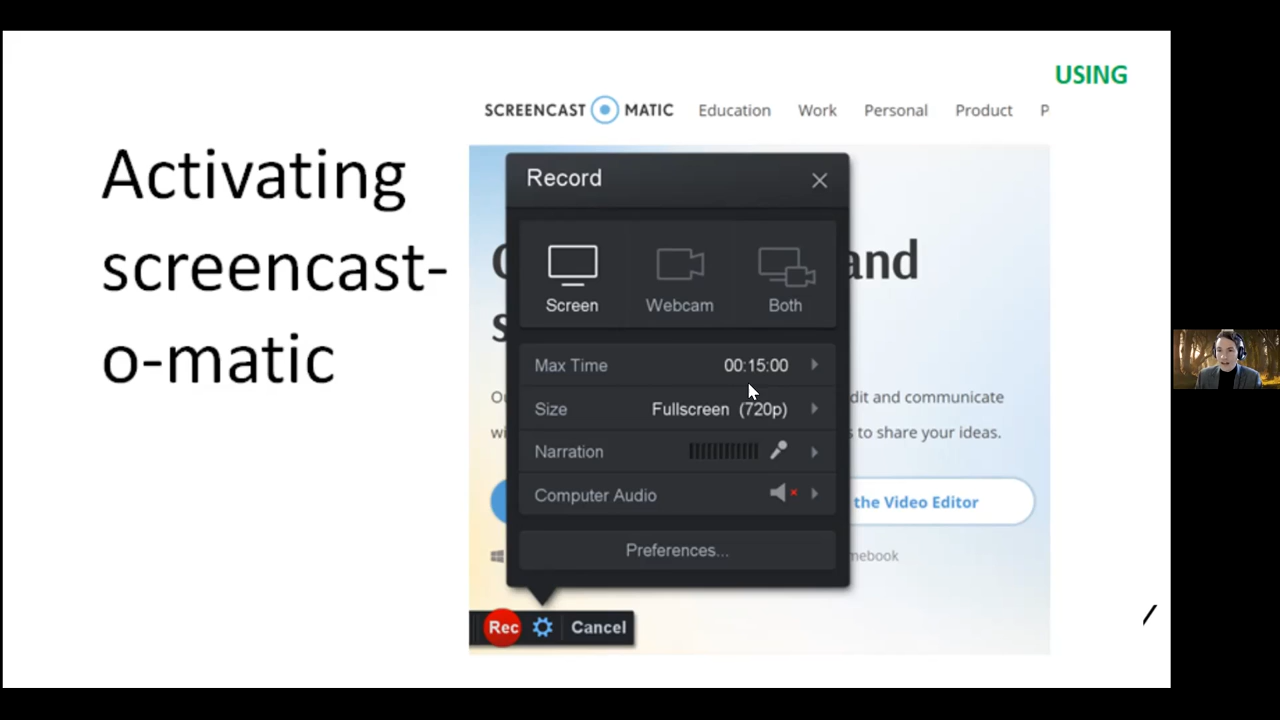 USING
Activating
screencast-
o-matic
SCREENCAST MATIC Education Work Personal Product P
Record
and
Screen Webcam Both
Max Time 00:15:00
Size Fullscreen (720p)
dit and communicate
Narration
s to share your ideas.
Computer Audio
the Video Editor
Preferences...
mebook
Rec Cancel